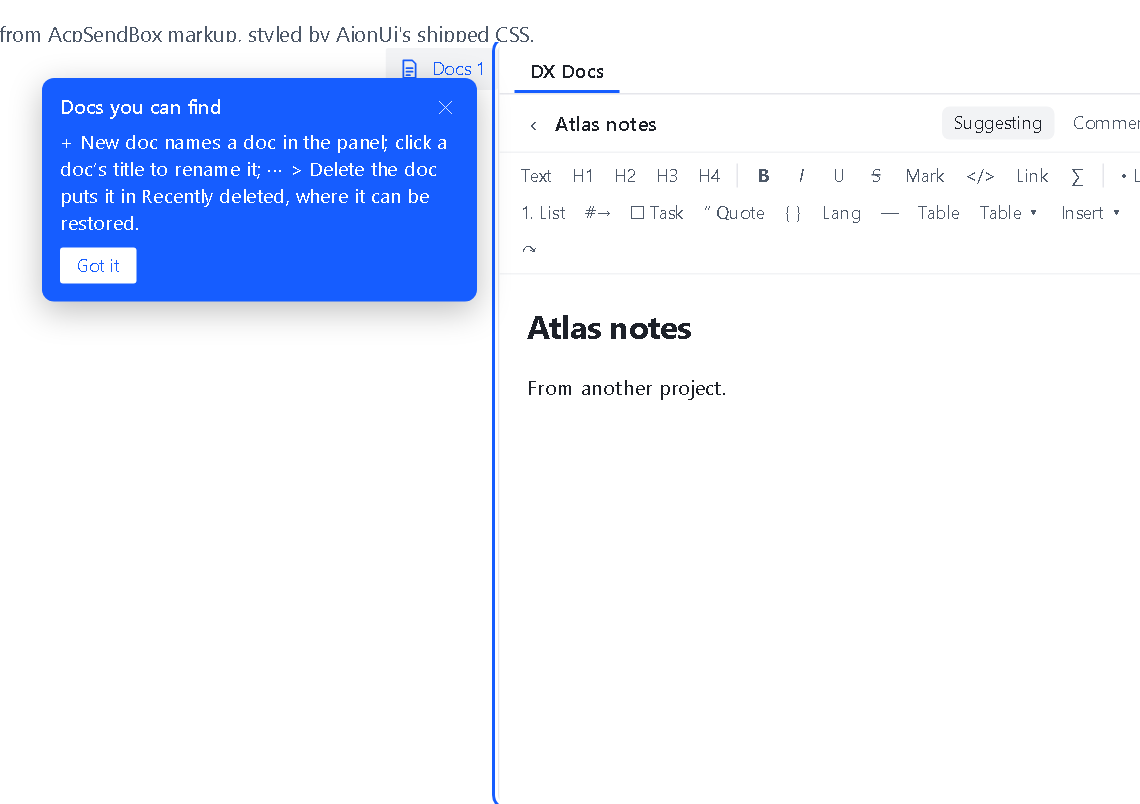 from AcpSendBox markup, styled by AionUi's shipped CSS.
Docs 1
Docs you can find
+ New doc names a doc in the panel; click a
doc's title to rename it; ··· > Delete the doc
puts it in Recently deleted, where it can be
restored.
Got it
DX Docs
‹ Atlas notes
Suggesting
Text H1 H2 H3 H4 B I U S Mark </> Link ∑ • L
1. List #→ ☐ Task " Quote { } Lang — Table Table ▾ Insert ▾
↷
Atlas notes
From another project.